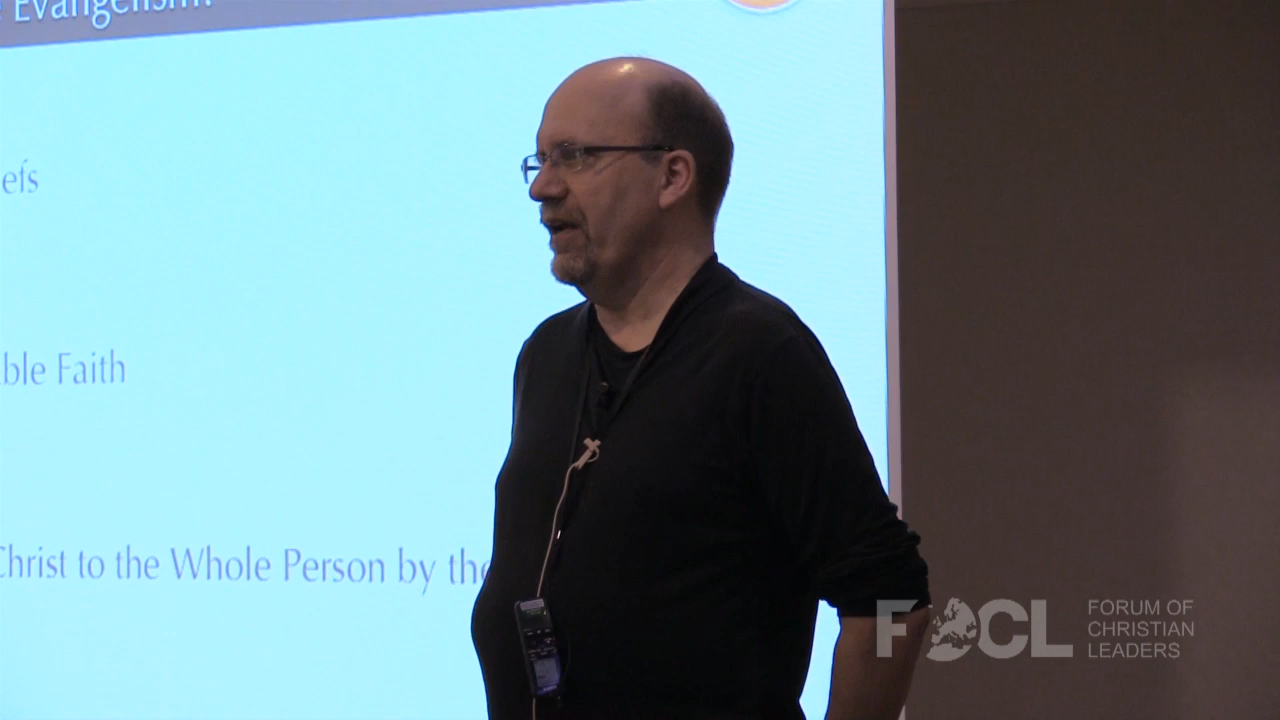 Evangelism?
efs
ble Faith
Christ to the Whole Person by the
FOCL
FORUM OF
CHRISTIAN
LEADERS